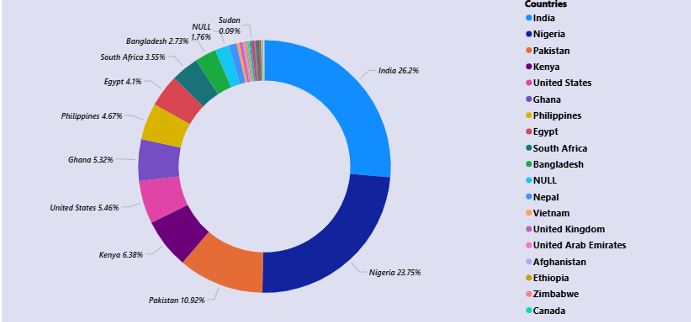 Sudan
0.09%
NULL
1.76%
Bangladesh 2.73%
South Africa 3.55%
Egypt 4.1%
Philippines 4.67%
Ghana 5.32%
United States 5.46%
Kenya 6.38%
Pakistan 10.92%
Nigeria 23.75%
India 26.2%
Countries
India
Nigeria
Pakistan
Kenya
United States
Ghana
Philippines
Egypt
South Africa
Bangladesh
NULL
Nepal
Vietnam
United Kingdom
United Arab Emirates
Afghanistan
Ethiopia
Zimbabwe
Canada